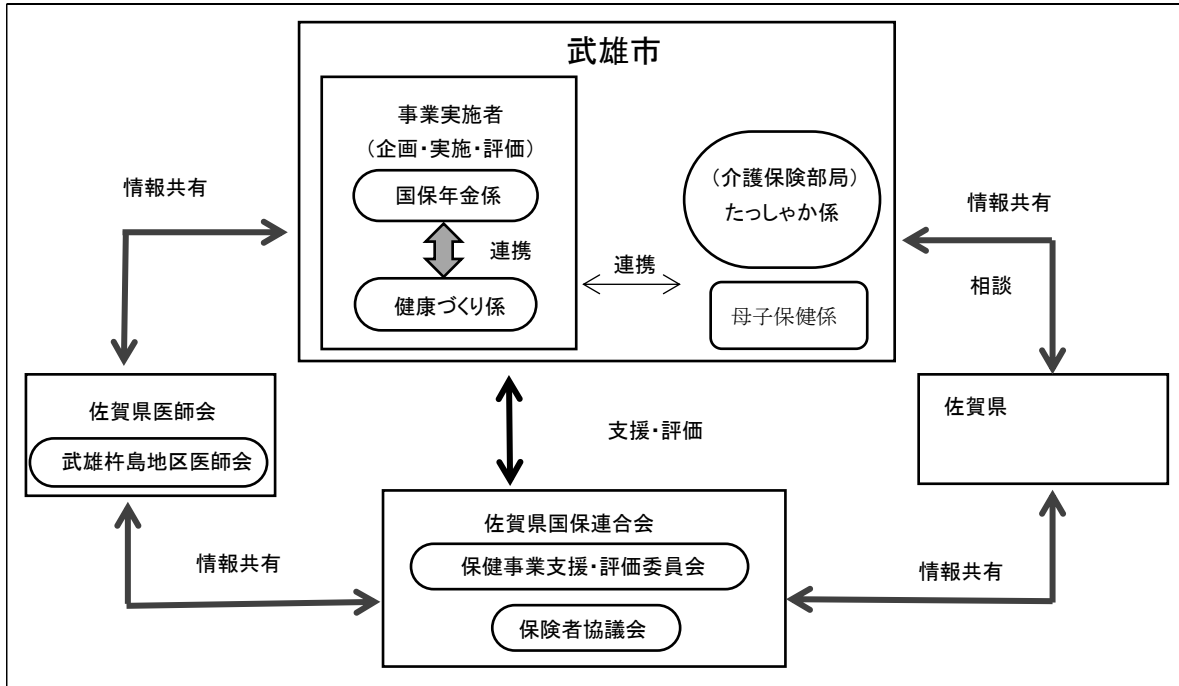 武雄市
事業実施者
（企画・実施・評価）
国保年金係
連携
健康づくり係
連携
（介護保険部局）
たっしゃか係
母子保健係
情報共有
情報共有
相談
佐賀県医師会
武雄杵島地区医師会
支援・評価
佐賀県
情報共有
佐賀県国保連合会
保健事業支援・評価委員会
保険者協議会
情報共有